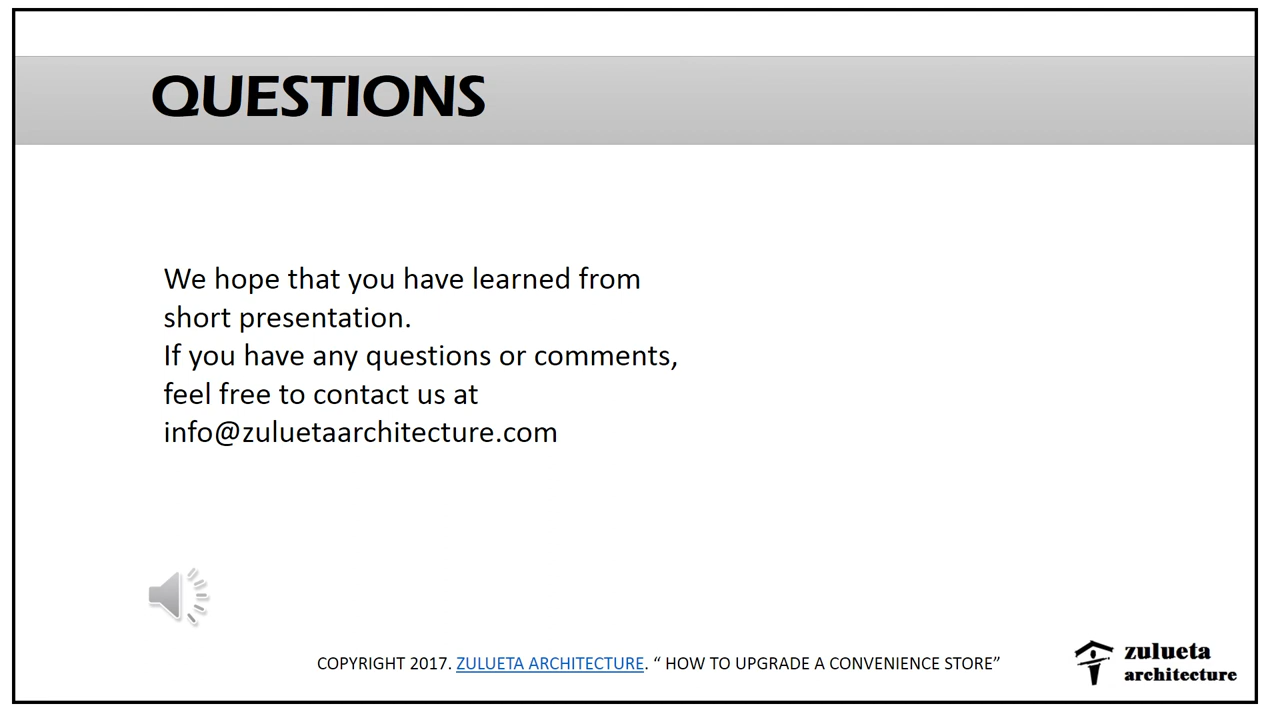 QUESTIONS
We hope that you have learned from
short presentation.
If you have any questions or comments,
feel free to contact us at
info@zuluetaarchitecture.com
COPYRIGHT 2017. ZULUETA ARCHITECTURE. “ HOW TO UPGRADE A CONVENIENCE STORE”
zulueta
architecture